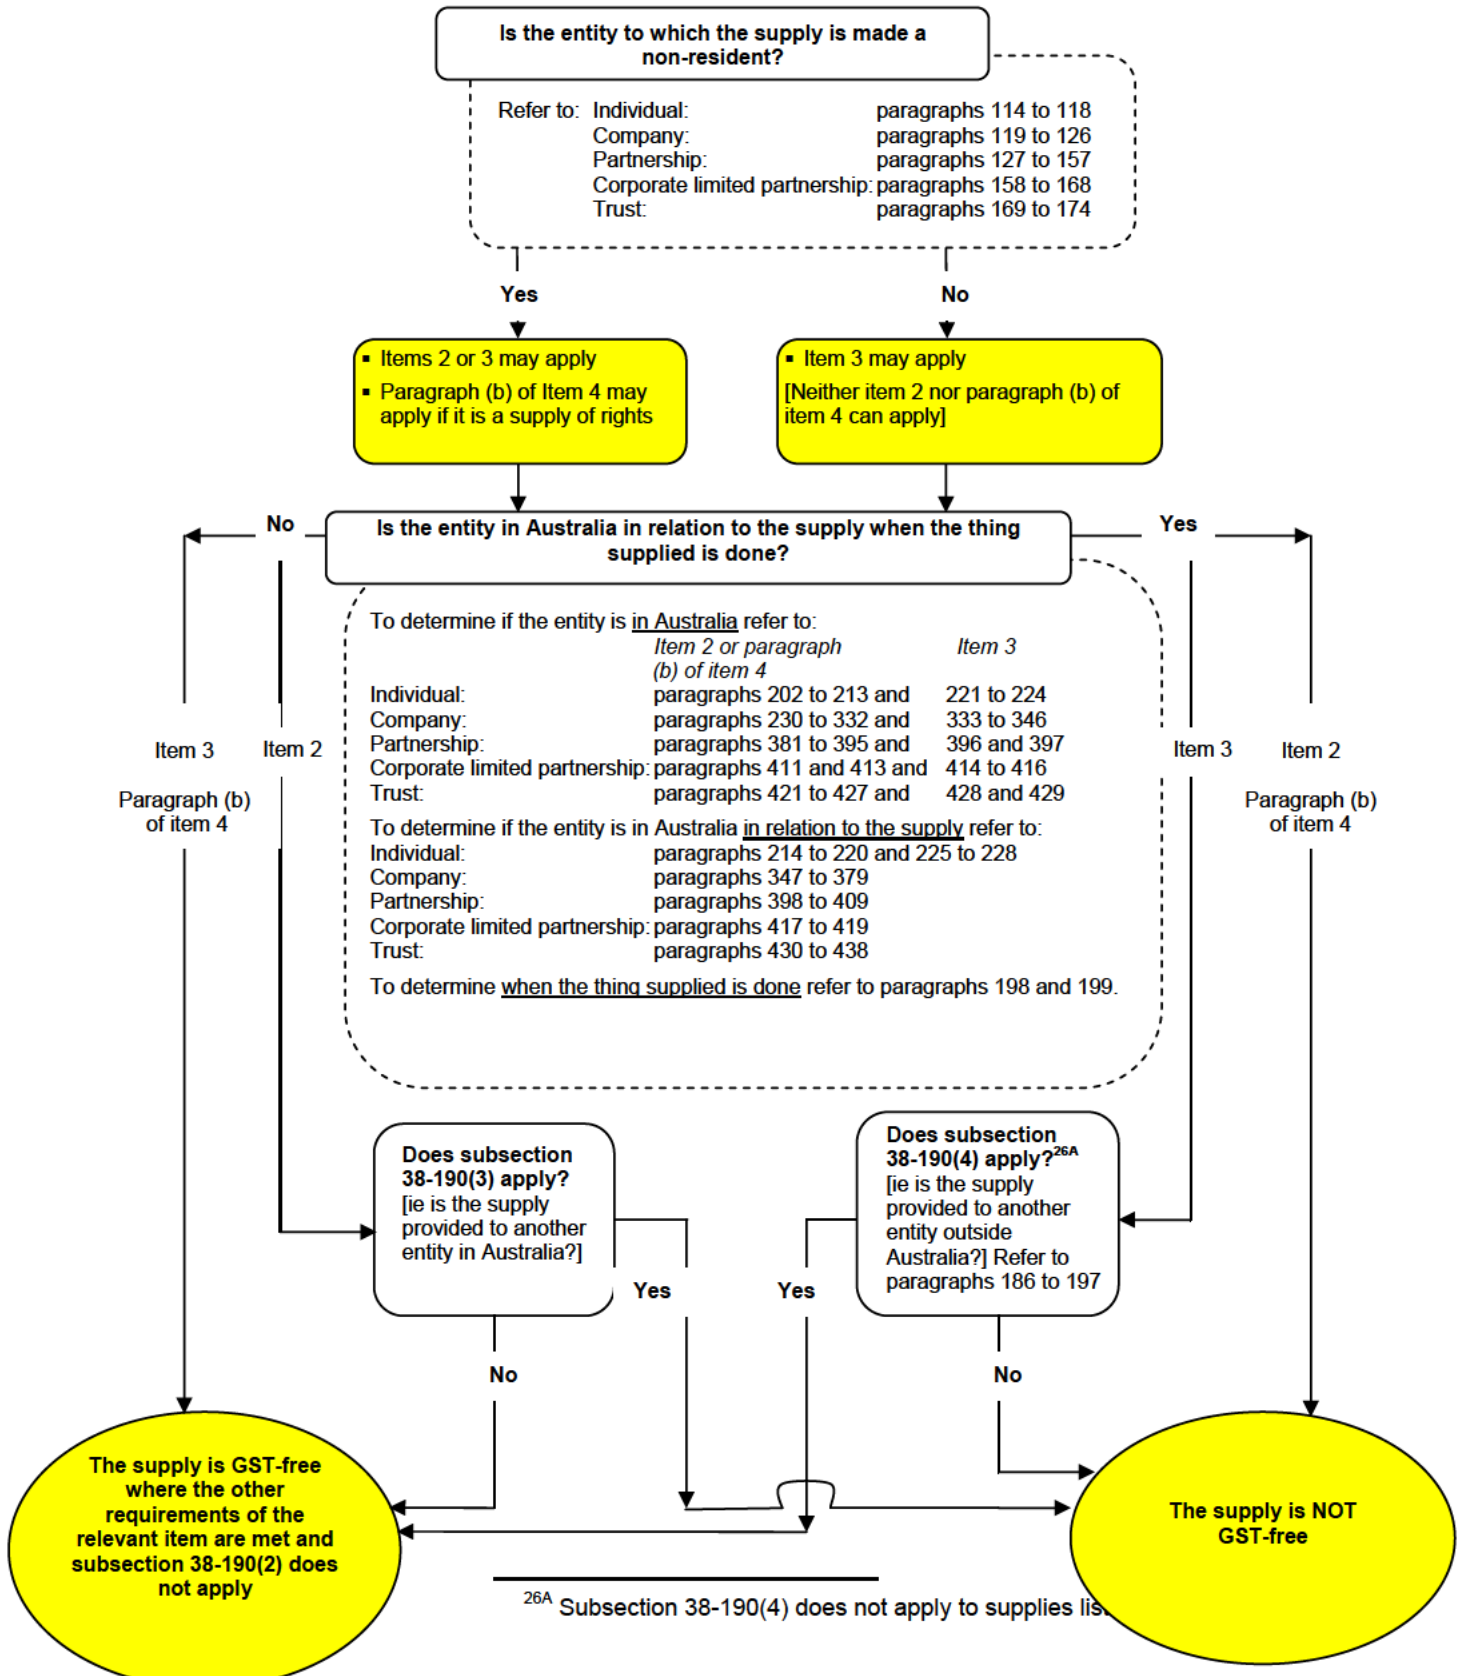 Is the entity to which the supply is made a
non-resident?
Refer to: Individual: paragraphs 114 to 118
Company: paragraphs 119 to 126
Partnership: paragraphs 127 to 157
Corporate limited partnership: paragraphs 158 to 168
Trust: paragraphs 169 to 174
Yes
No
▪ Items 2 or 3 may apply
▪ Paragraph (b) of Item 4 may
apply if it is a supply of rights
▪ Item 3 may apply
[Neither item 2 nor paragraph (b) of
item 4 can apply]
No
Is the entity in Australia in relation to the supply when the thing
supplied is done?
Yes
To determine if the entity is in Australia refer to:
Item 2 or paragraph Item 3
(b) of item 4
Individual: paragraphs 202 to 213 and 221 to 224
Company: paragraphs 230 to 332 and 333 to 346
Partnership: paragraphs 381 to 395 and 396 and 397
Corporate limited partnership: paragraphs 411 and 413 and 414 to 416
Trust: paragraphs 421 to 427 and 428 and 429
To determine if the entity is in Australia in relation to the supply refer to:
Individual: paragraphs 214 to 220 and 225 to 228
Company: paragraphs 347 to 379
Partnership: paragraphs 398 to 409
Corporate limited partnership: paragraphs 417 to 419
Trust: paragraphs 430 to 438
To determine when the thing supplied is done refer to paragraphs 198 and 199.
Item 3
Paragraph (b)
of item 4
Item 2
Item 3
Item 2
Paragraph (b)
of item 4
Does subsection
38-190(3) apply?
[ie is the supply
provided to another
entity in Australia?]
Does subsection
38-190(4) apply?26A
[ie is the supply
provided to another
entity outside
Australia?] Refer to
paragraphs 186 to 197
Yes
Yes
No
No
The supply is GST-free
where the other
requirements of the
relevant item are met and
subsection 38-190(2) does
not apply
The supply is NOT
GST-free
26A Subsection 38-190(4) does not apply to supplies